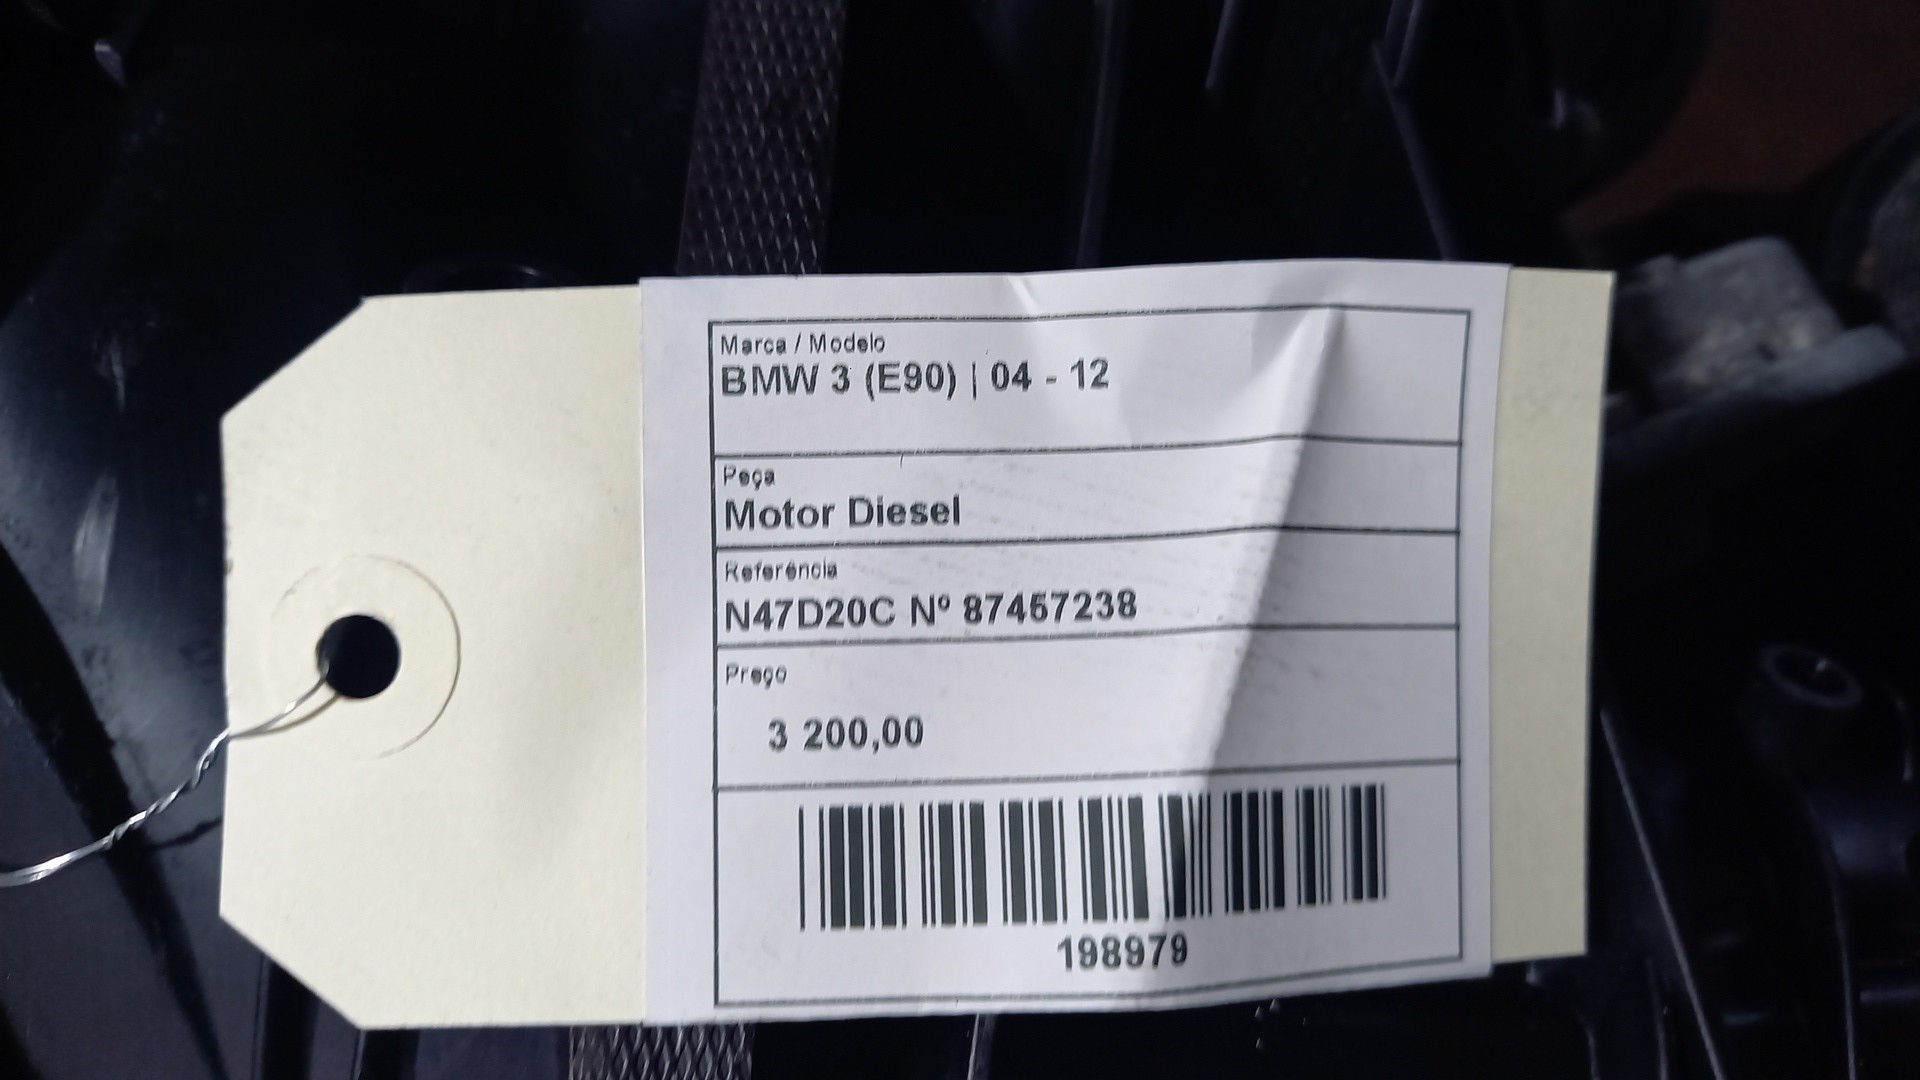 Marca / Modelo
BMW 3 (E90) | 04 - 12
Peça
Motor Diesel
Referência
N47D20C Nº 87457238
Preço
3 200,00
198979